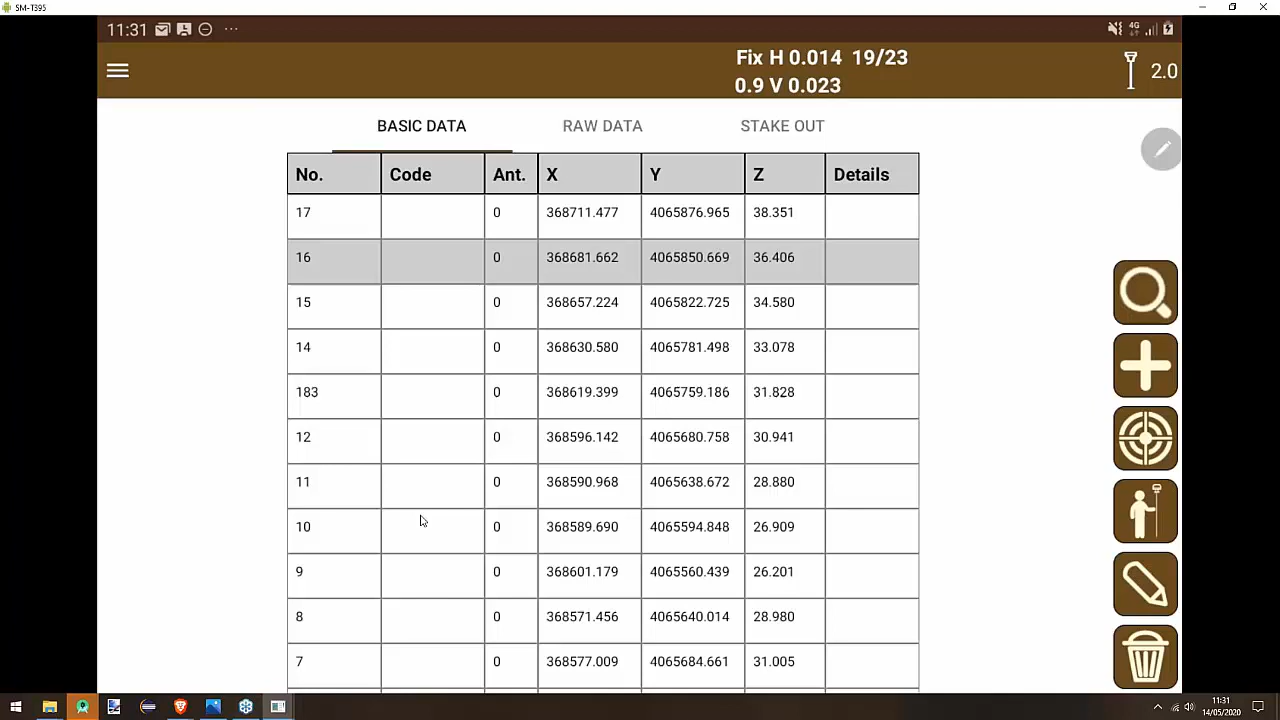 SM-T395
11:31
4G
Fix H 0.014 19/23
0.9 V 0.023
2.0
BASIC DATA RAW DATA STAKE OUT
No. Code Ant. X Y Z Details
17 0 368711.477 4065876.965 38.351
16 0 368681.662 4065850.669 36.406
15 0 368657.224 4065822.725 34.580
14 0 368630.580 4065781.498 33.078
183 0 368619.399 4065759.186 31.828
12 0 368596.142 4065680.758 30.941
11 0 368590.968 4065638.672 28.880
10 0 368589.690 4065594.848 26.909
9 0 368601.179 4065560.439 26.201
8 0 368571.456 4065640.014 28.980
7 0 368577.009 4065684.661 31.005
11:31
14/05/2020